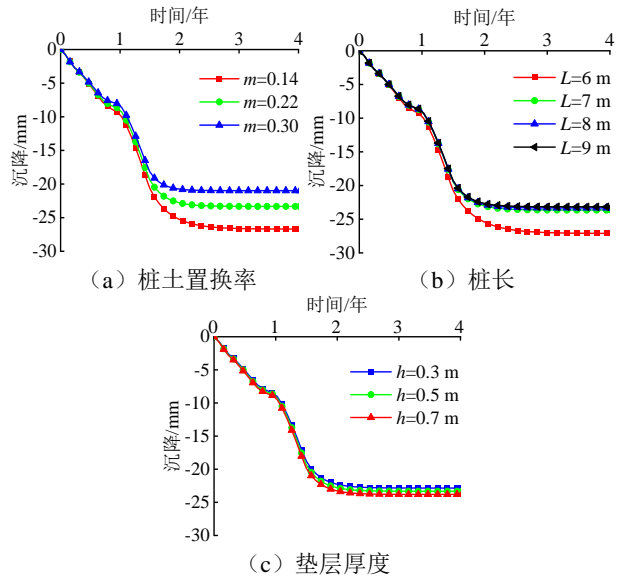 时间/年
0 1 2 3 4
0
-5
-10
-15
-20
-25
-30
沉降/mm
m=0.14
m=0.22
m=0.30
(a) 桩土置换率
时间/年
0 1 2 3 4
0
-5
-10
-15
-20
-25
-30
沉降/mm
L=6 m
L=7 m
L=8 m
L=9 m
(b) 桩长
时间/年
0 1 2 3 4
0
-5
-10
-15
-20
-25
-30
沉降/mm
h=0.3 m
h=0.5 m
h=0.7 m
(c) 垫层厚度